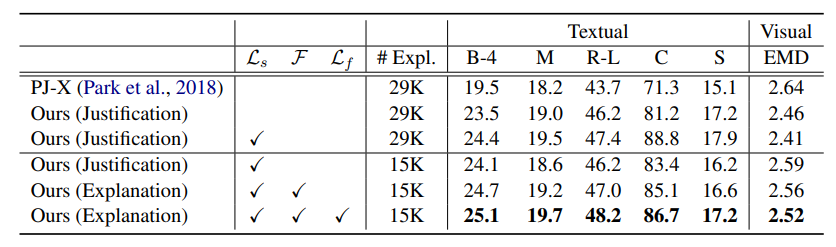 Textual Visual
ℒs ℱ ℒf # Expl. B-4 M R-L C S EMD
PJ-X (Park et al., 2018) 29K 19.5 18.2 43.7 71.3 15.1 2.64
Ours (Justification) 29K 23.5 19.0 46.2 81.2 17.2 2.46
Ours (Justification) ✓ 29K 24.4 19.5 47.4 88.8 17.9 2.41
Ours (Justification) ✓ 15K 24.1 18.6 46.2 83.4 16.2 2.59
Ours (Explanation) ✓ ✓ 15K 24.7 19.2 47.0 85.1 16.6 2.56
Ours (Explanation) ✓ ✓ ✓ 15K 25.1 19.7 48.2 86.7 17.2 2.52